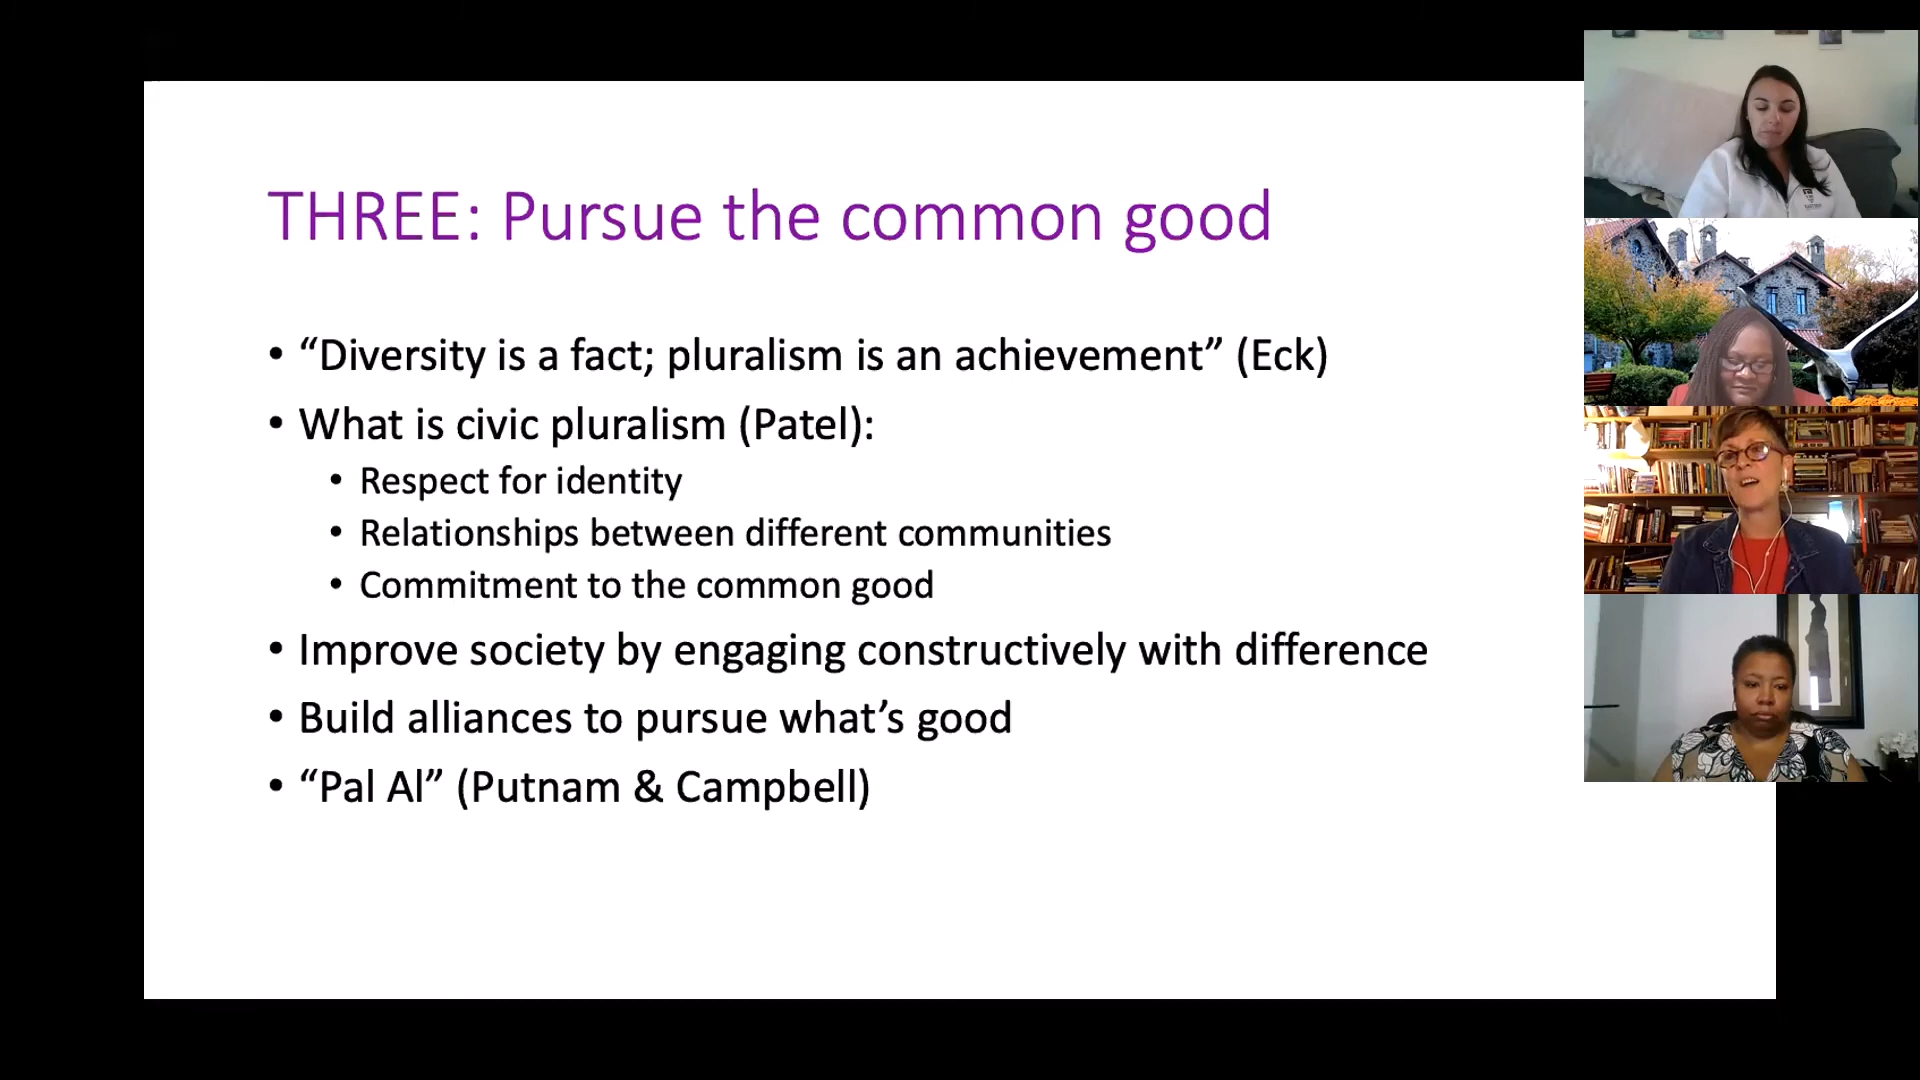 THREE: Pursue the common good
• “Diversity is a fact; pluralism is an achievement” (Eck)
• What is civic pluralism (Patel):
• Respect for identity
• Relationships between different communities
• Commitment to the common good
• Improve society by engaging constructively with difference
• Build alliances to pursue what’s good
• “Pal Al” (Putnam & Campbell)